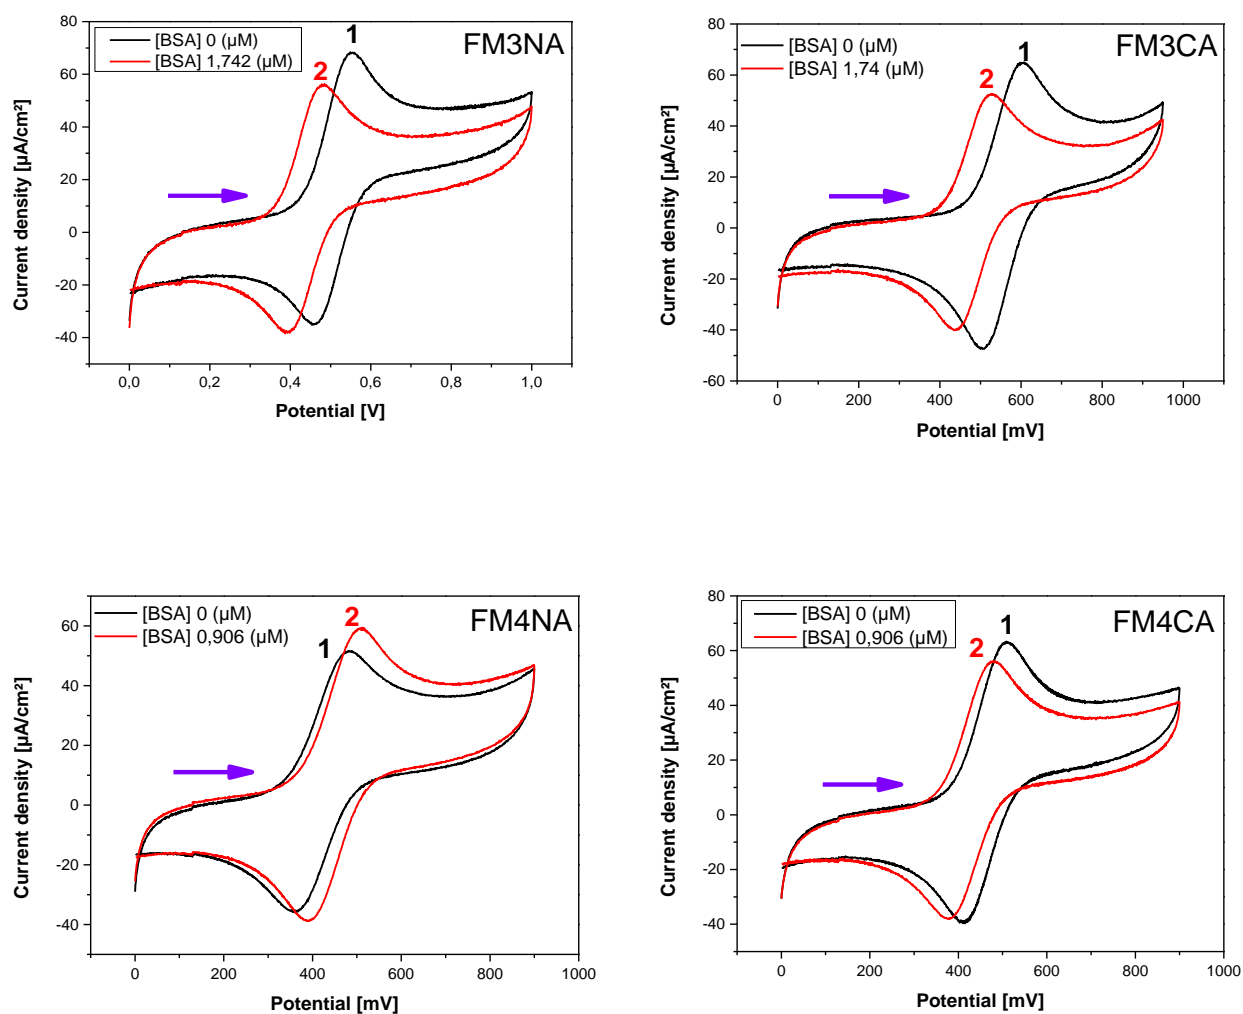 FM3NA
[BSA] 0 (µM)
[BSA] 1,742 (µM)
1
2
80
60
40
20
0
-20
-40
Current density [µA/cm²]
0,0 0,2 0,4 0,6 0,8 1,0
Potential [V]
FM3CA
[BSA] 0 (µM)
[BSA] 1,74 (µM)
1
2
80
60
40
20
0
-20
-40
-60
Current density [µA/cm²]
0 200 400 600 800 1000
Potential [mV]
FM4NA
[BSA] 0 (µM)
[BSA] 0,906 (µM)
2
1
60
40
20
0
-20
-40
Current density [µA/cm²]
0 200 400 600 800 1000
Potential [mV]
FM4CA
[BSA] 0 (µM)
[BSA] 0,906 (µM)
1
2
80
60
40
20
0
-20
-40
Current density [µA/cm²]
0 200 400 600 800 1000
Potential [mV]